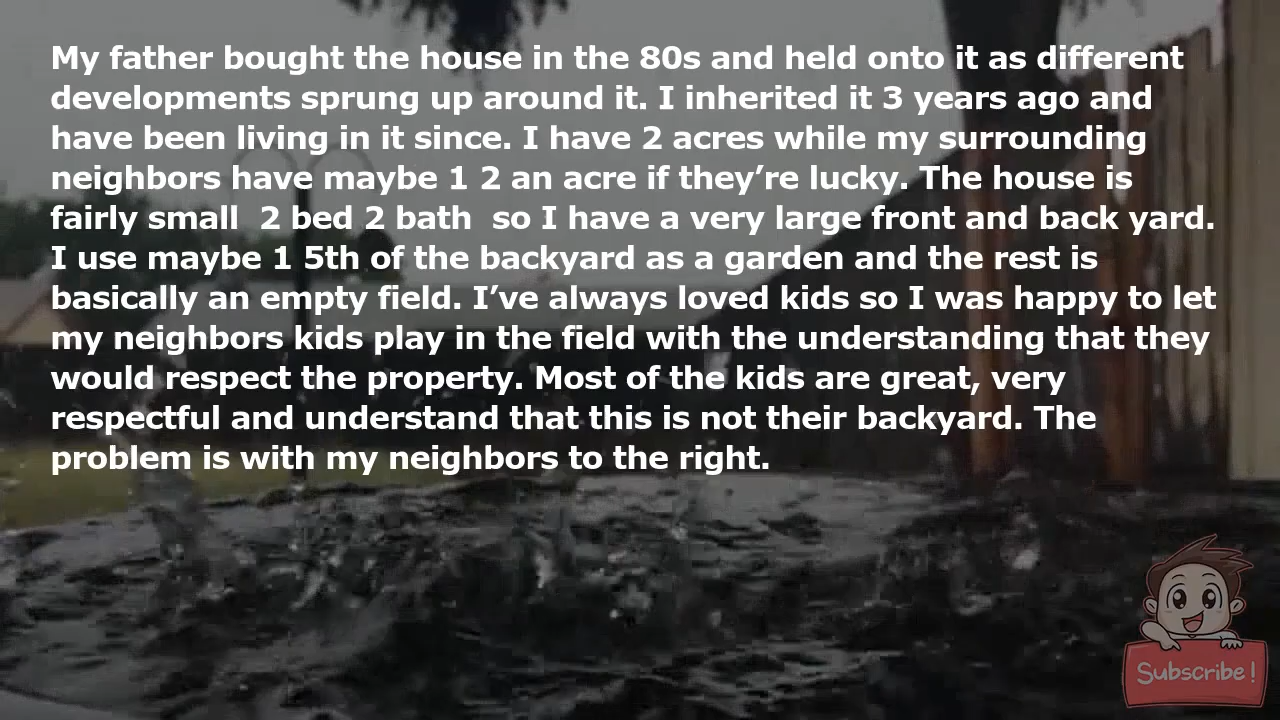 My father bought the house in the 80s and held onto it as different
developments sprung up around it. I inherited it 3 years ago and
have been living in it since. I have 2 acres while my surrounding
neighbors have maybe 1 2 an acre if they’re lucky. The house is
fairly small  2 bed 2 bath  so I have a very large front and back yard.
I use maybe 1 5th of the backyard as a garden and the rest is
basically an empty field. I’ve always loved kids so I was happy to let
my neighbors kids play in the field with the understanding that they
would respect the property. Most of the kids are great, very
respectful and understand that this is not their backyard. The
problem is with my neighbors to the right.
Subscribe!